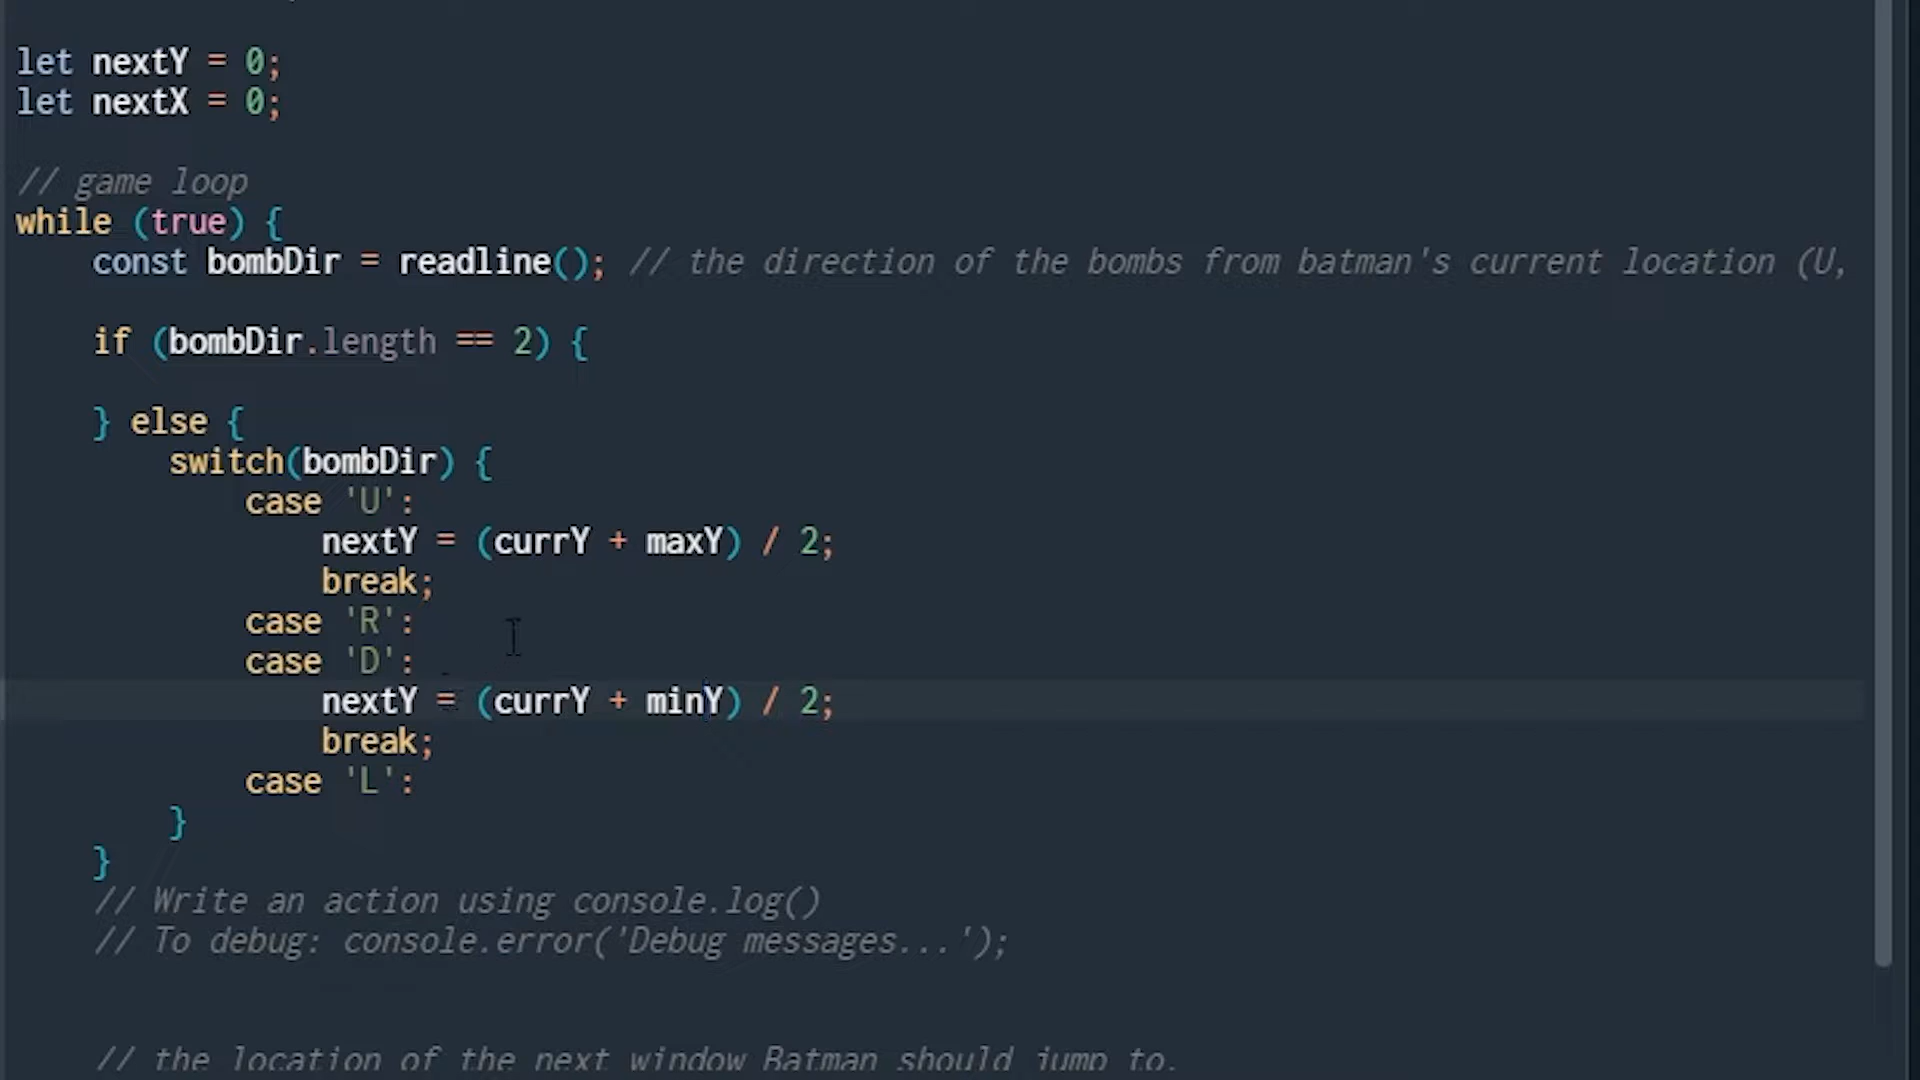 let nextY = 0;
let nextX = 0;
// game loop
while (true) {
const bombDir = readline(); // the direction of the bombs from batman's current location (U,
if (bombDir.length == 2) {
} else {
switch(bombDir) {
case 'U':
nextY = (currY + maxY) / 2;
break;
case 'R':
case 'D':
nextY = (currY + minY) / 2;
break;
case 'L':
}
}
// Write an action using console.log()
// To debug: console.error('Debug messages...');
// the location of the next window Batman should jump to.